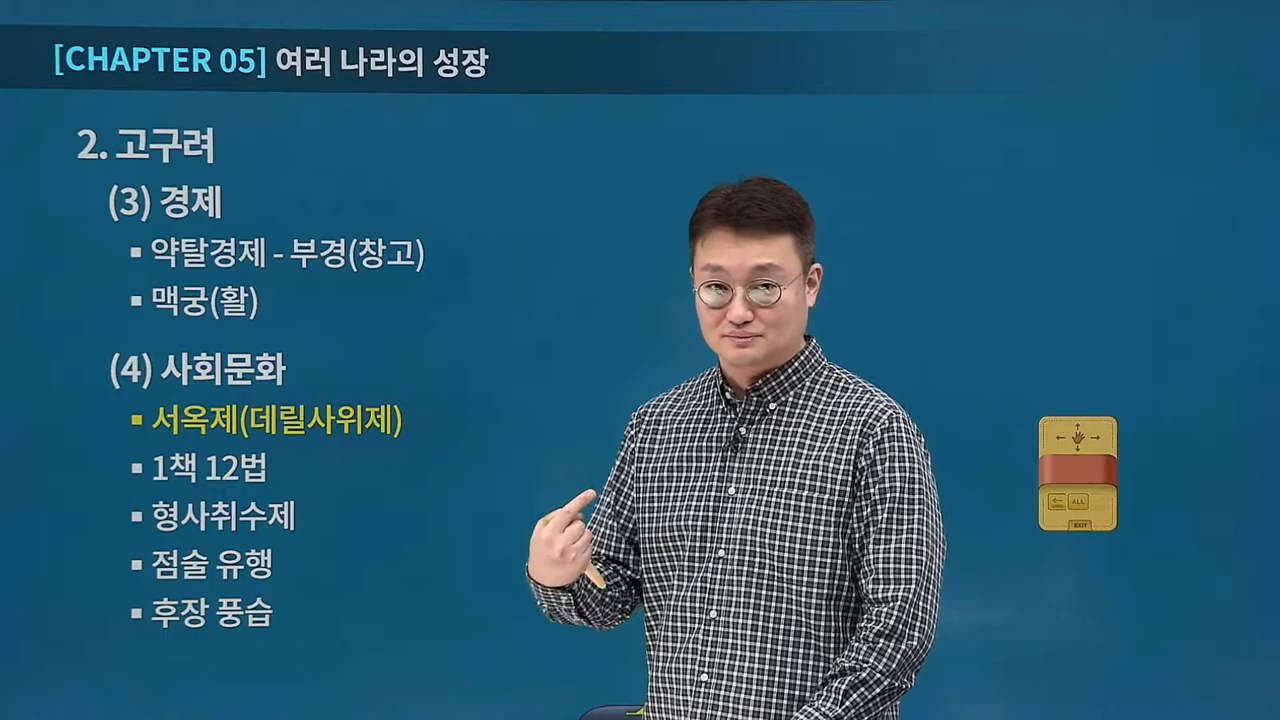 [CHAPTER 05] 여러 나라의 성장
2. 고구려
(3) 경제
▪ 약탈경제 - 부경(창고)
▪ 맥궁(활)
(4) 사회문화
▪ 서옥제(데릴사위제)
▪ 1책 12법
▪ 형사취수제
▪ 점술 유행
▪ 후장 풍습
ALL
EXIT